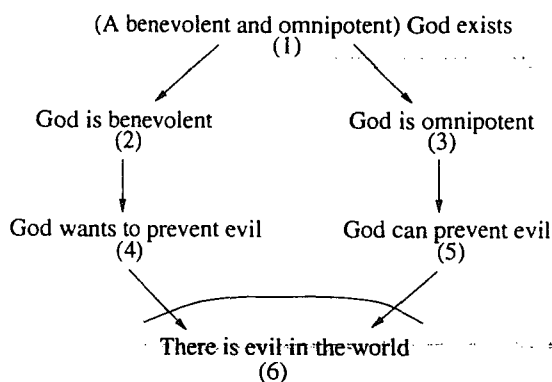 (A benevolent and omnipotent) God exists
(1)
God is benevolent
(2)
God is omnipotent
(3)
God wants to prevent evil
(4)
God can prevent evil
(5)
There is evil in the world
(6)